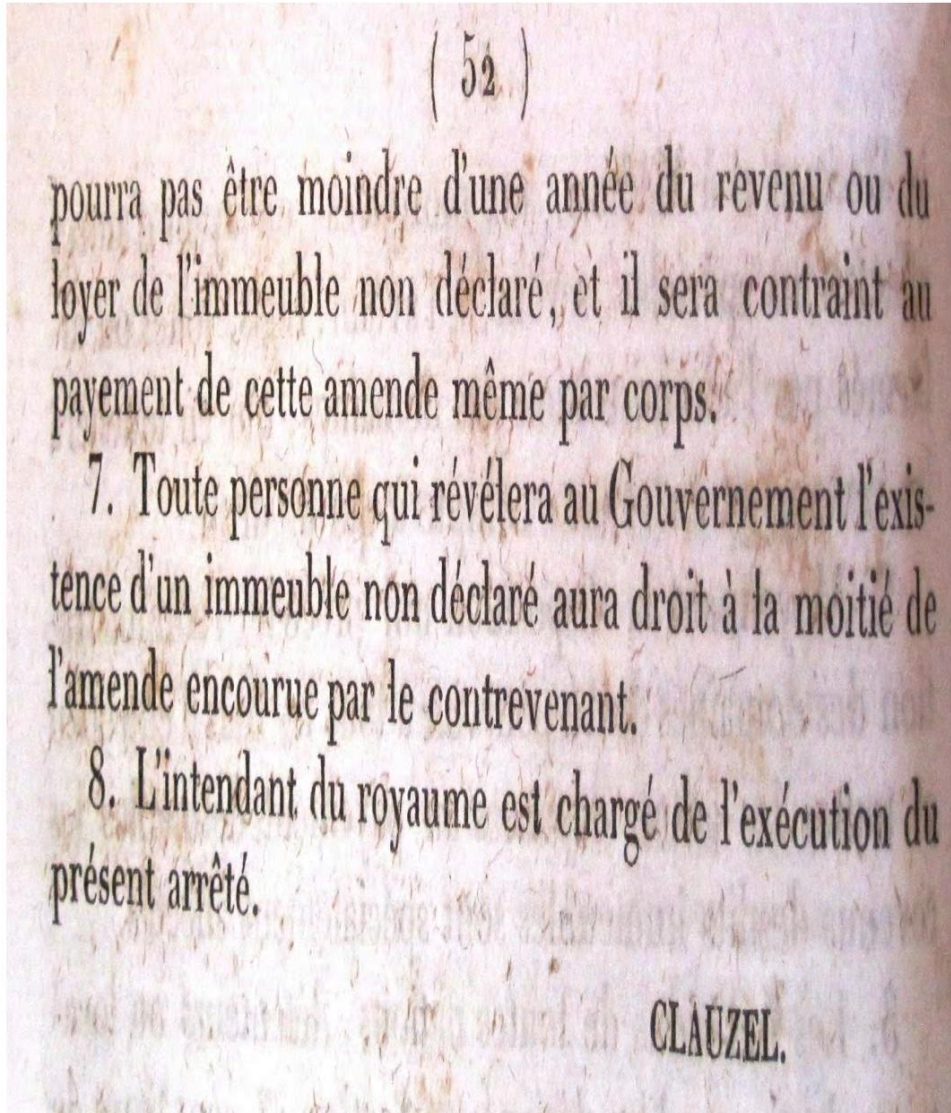 ( 52 )
pourra pas être moindre d'une année du revenu ou du
loyer de l'immeuble non déclaré, et il sera contraint au
payement de cette amende même par corps.
7. Toute personne qui révélera au Gouvernement l'exis-
tence d'un immeuble non déclaré aura droit à la moitié de
l'amende encourue par le contrevenant.
8. L'intendant du royaume est chargé de l'exécution du
présent arrêté.
CLAUZEL.